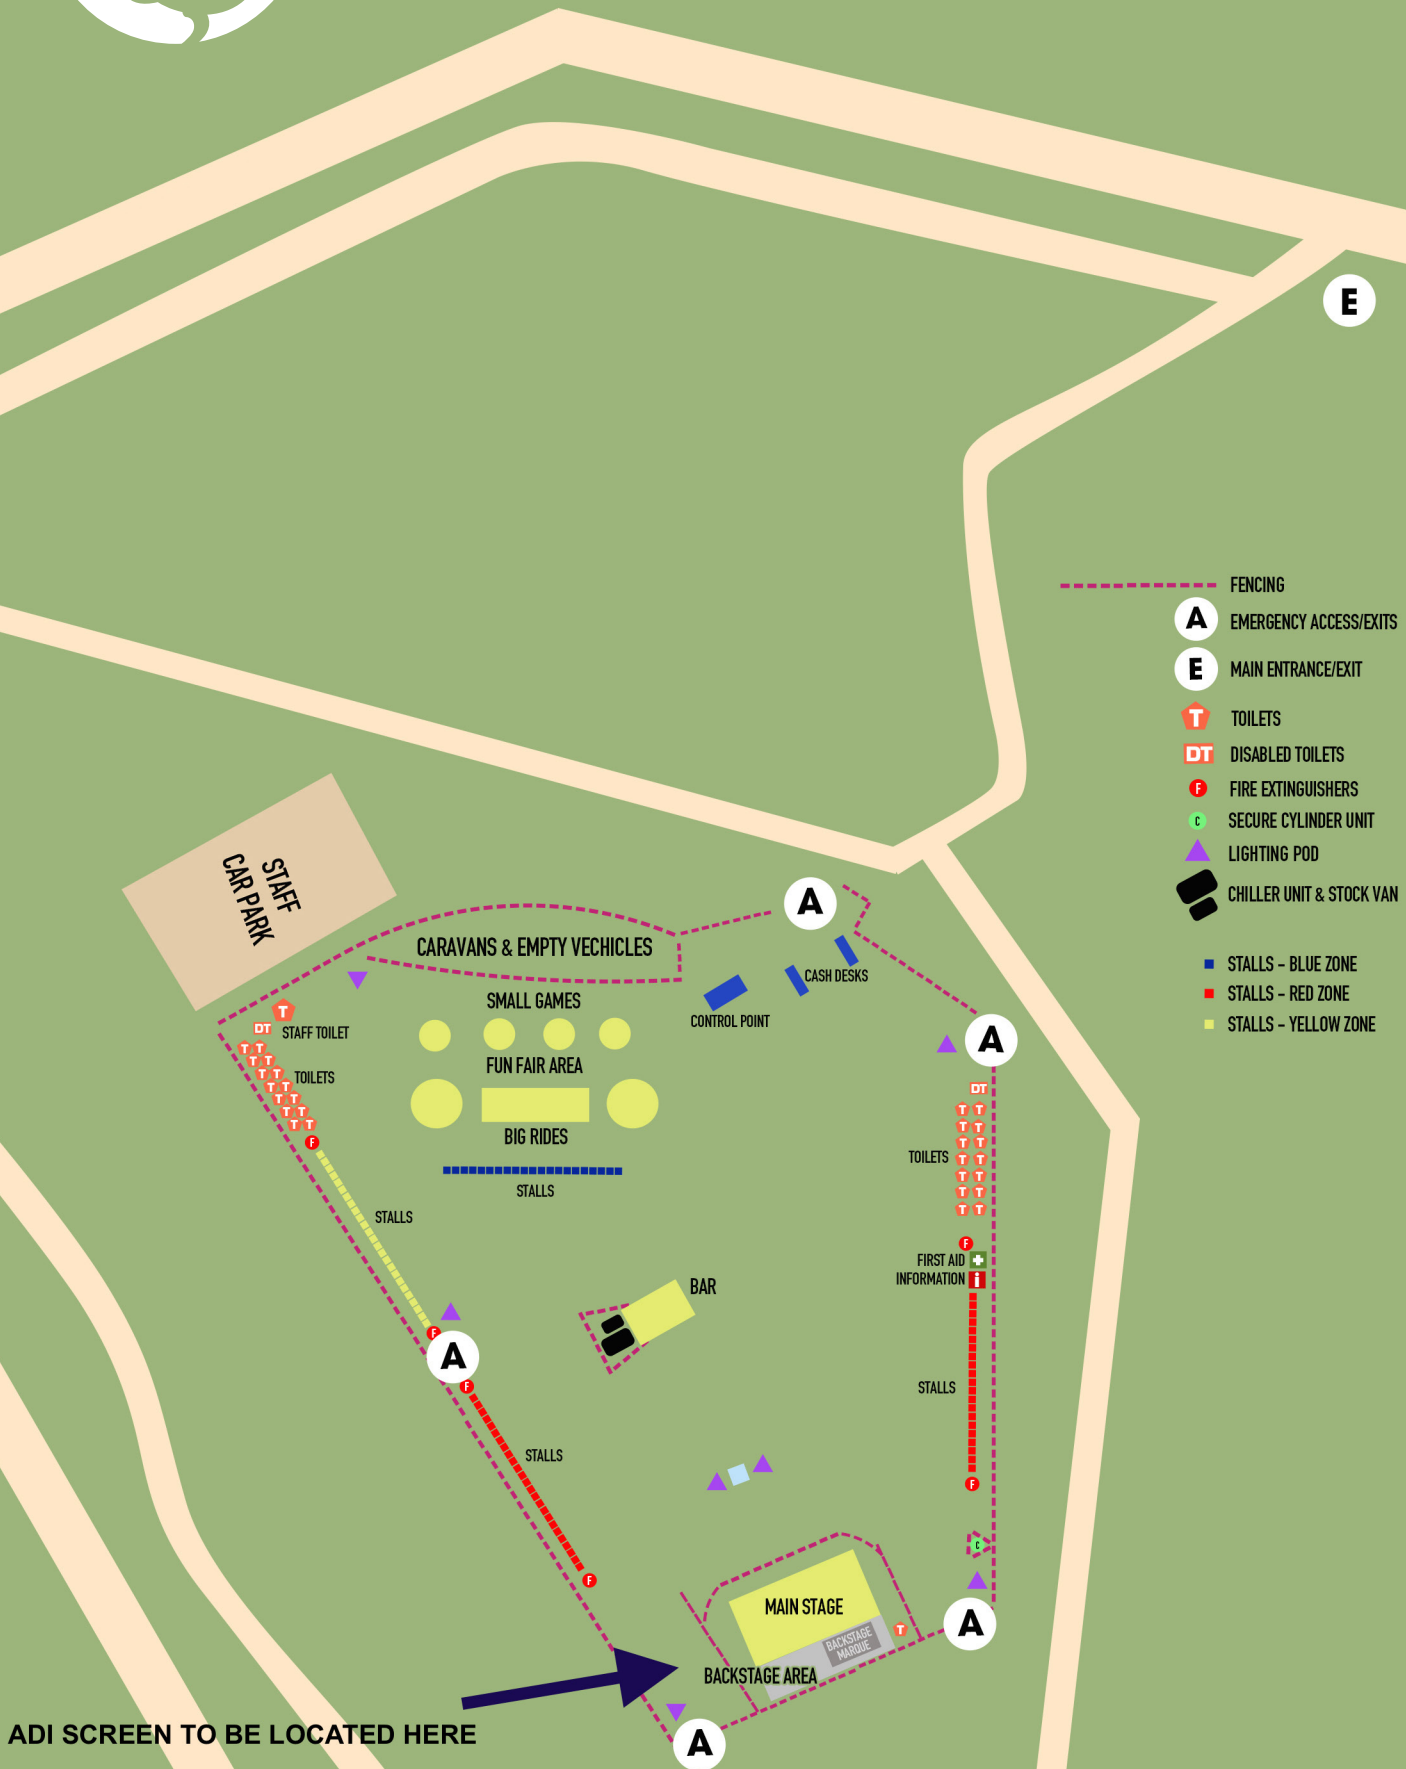 E
FENCING
A EMERGENCY ACCESS/EXITS
E MAIN ENTRANCE/EXIT
T TOILETS
DT DISABLED TOILETS
F FIRE EXTINGUISHERS
C SECURE CYLINDER UNIT
LIGHTING POD
CHILLER UNIT & STOCK VAN
STALLS - BLUE ZONE
STALLS - RED ZONE
STALLS - YELLOW ZONE
STAFF
CAR PARK
A
CARAVANS & EMPTY VECHICLES
CASH DESKS
SMALL GAMES
CONTROL POINT
T
DT STAFF TOILET
A
FUN FAIR AREA
T T
T T
T T TOILETS
T T
T T
T T
T T
F
DT
T T
T T
T T
TOILETS T T
T T
T T
T T
BIG RIDES
STALLS
STALLS
F
FIRST AID
INFORMATION i
BAR
F
A
F
STALLS
STALLS
F
C
F
MAIN STAGE
A
T
BACKSTAGE
MARQUE
BACKSTAGE AREA
ADI SCREEN TO BE LOCATED HERE
A